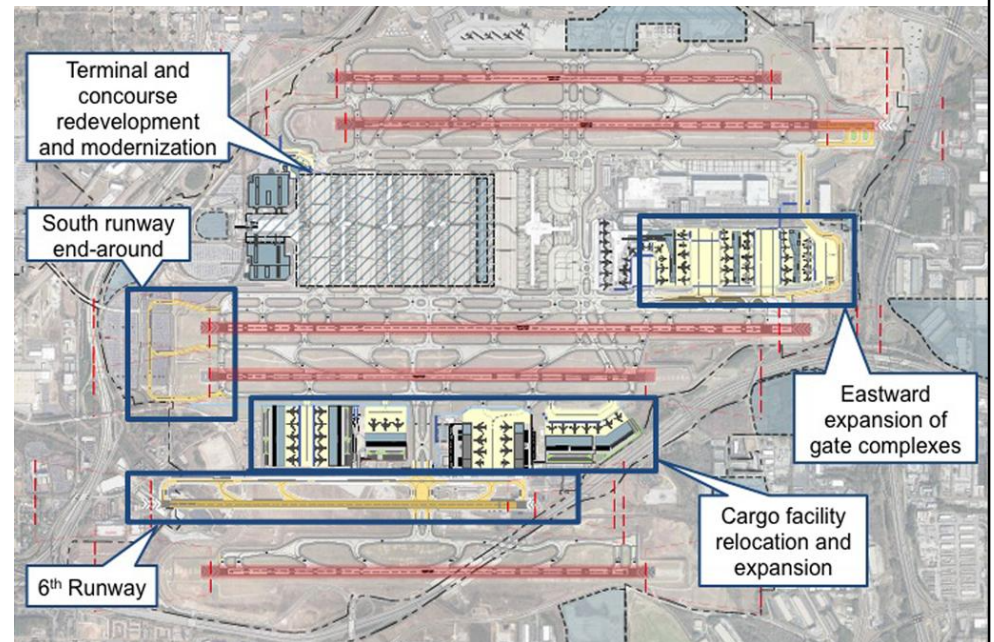 Terminal and
concourse
redevelopment
and modernization
South runway
end-around
Eastward
expansion of
gate complexes
Cargo facility
relocation and
expansion
6th Runway